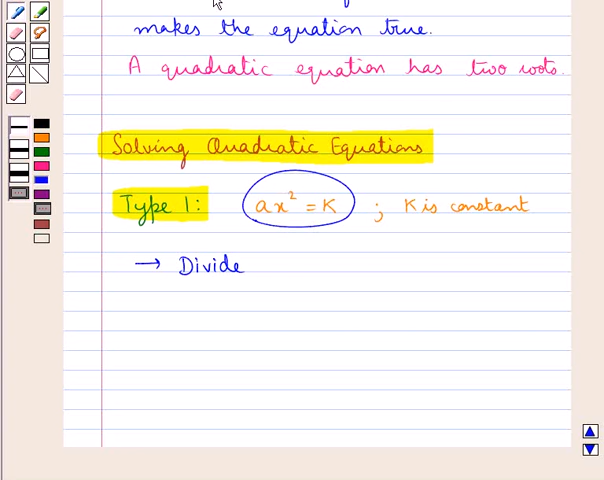 makes the equation true.
A quadratic equation has two roots.
Solving Quadratic Equations
Type 1: ax² = K ; K is constant
→ Divide